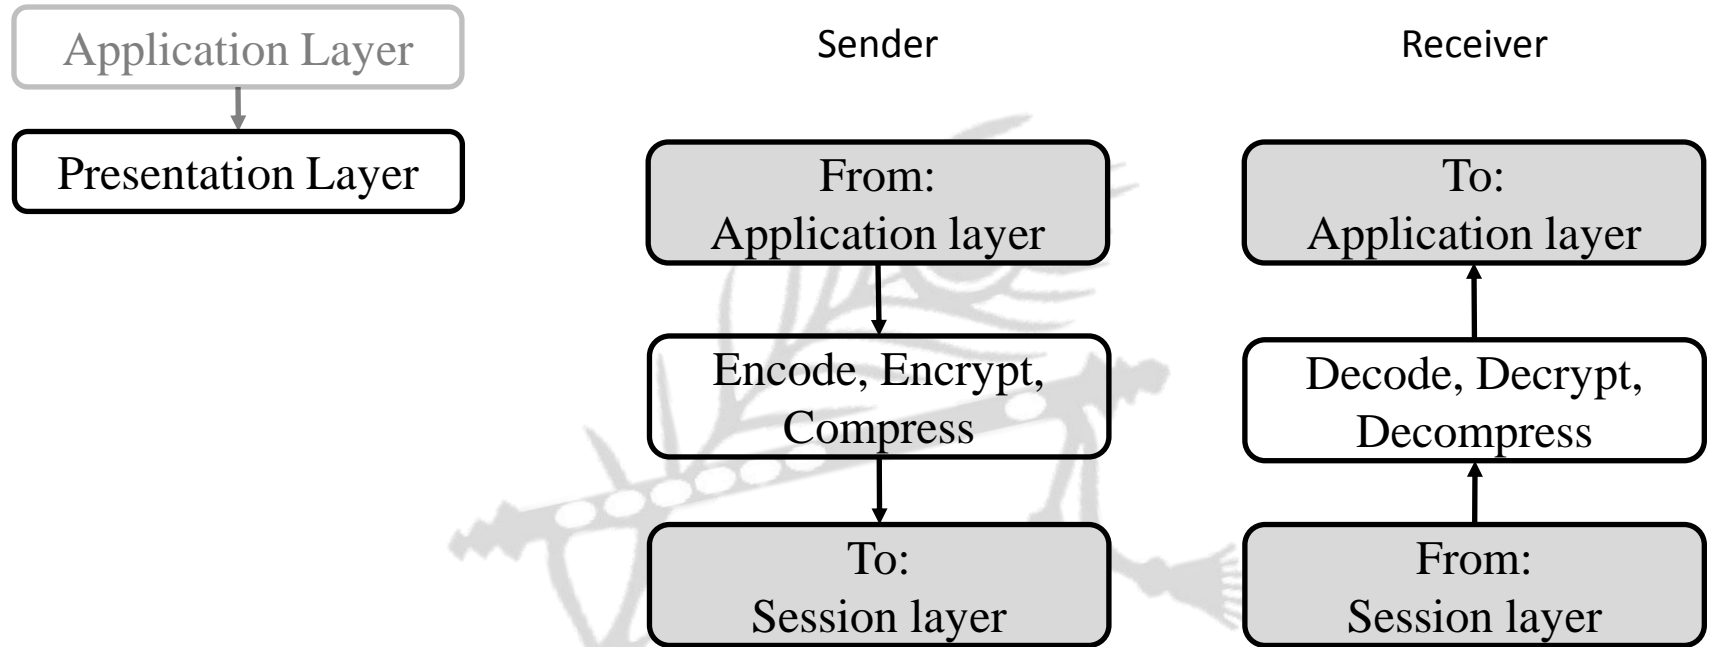 Application Layer
Presentation Layer
Sender
From:
Application layer
Encode, Encrypt,
Compress
To:
Session layer
Receiver
To:
Application layer
Decode, Decrypt,
Decompress
From:
Session layer